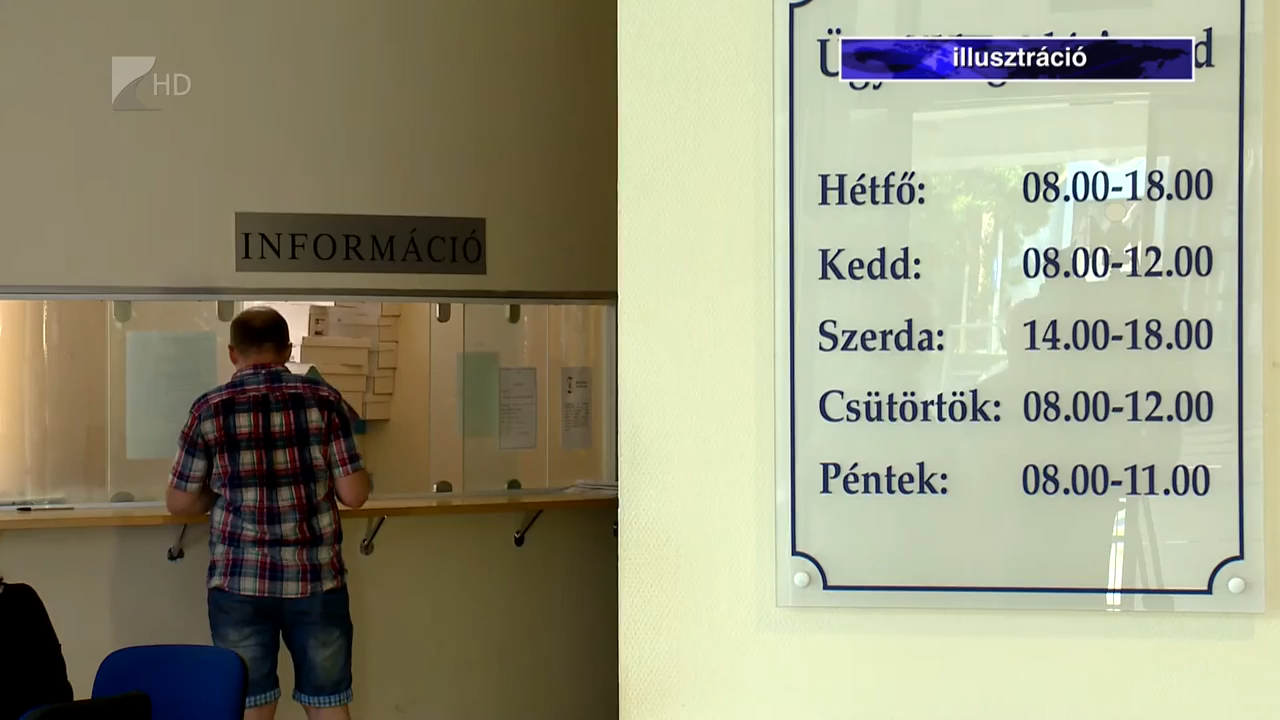 HD
illusztráció
INFORMÁCIÓ
Hétfő: 08.00-18.00
Kedd: 08.00-12.00
Szerda: 14.00-18.00
Csütörtök: 08.00-12.00
Péntek: 08.00-11.00